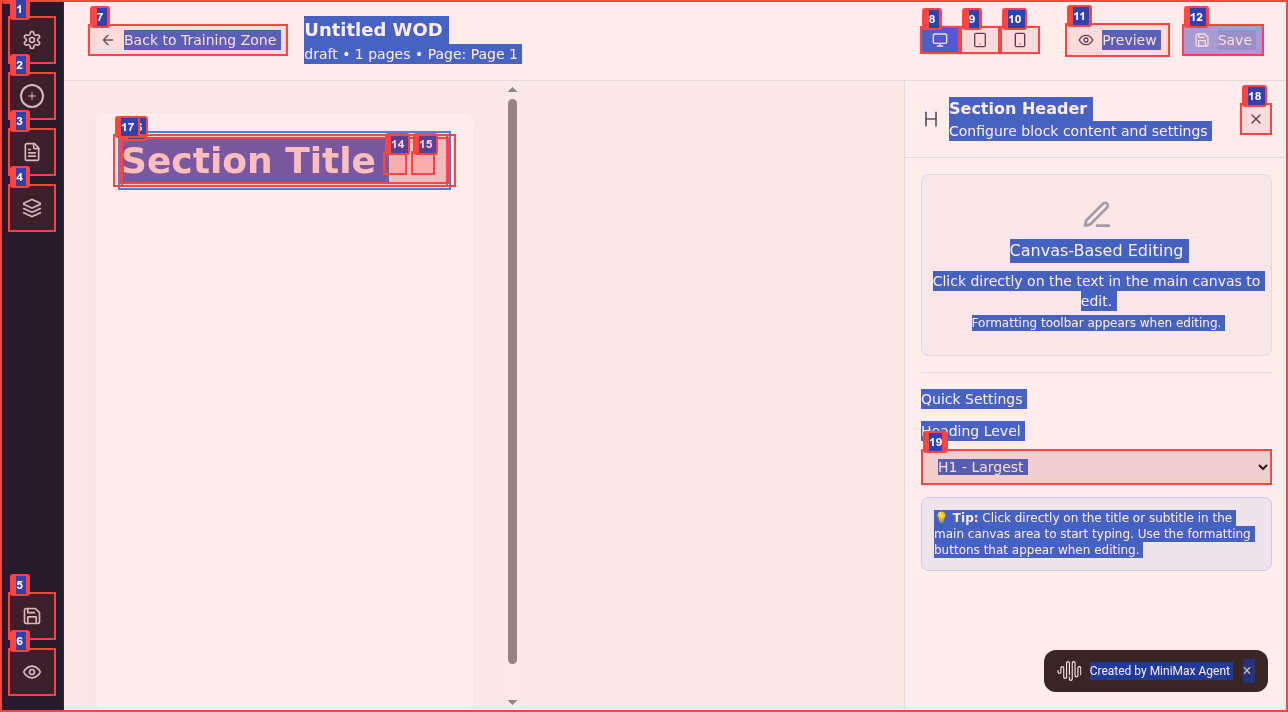 1
2
3
4
5
6
7
Back to Training Zone
Untitled WOD
draft • 1 pages • Page: Page 1
8
9
10
11
Preview
12
Save
17
Section Title
14
15
18
Section Header
Configure block content and settings
Canvas-Based Editing
Click directly on the text in the main canvas to
edit.
Formatting toolbar appears when editing.
Quick Settings
Heading Level
19
H1 - Largest
💡 Tip: Click directly on the title or subtitle in the
main canvas area to start typing. Use the formatting
buttons that appear when editing.
Created by MiniMax Agent ×